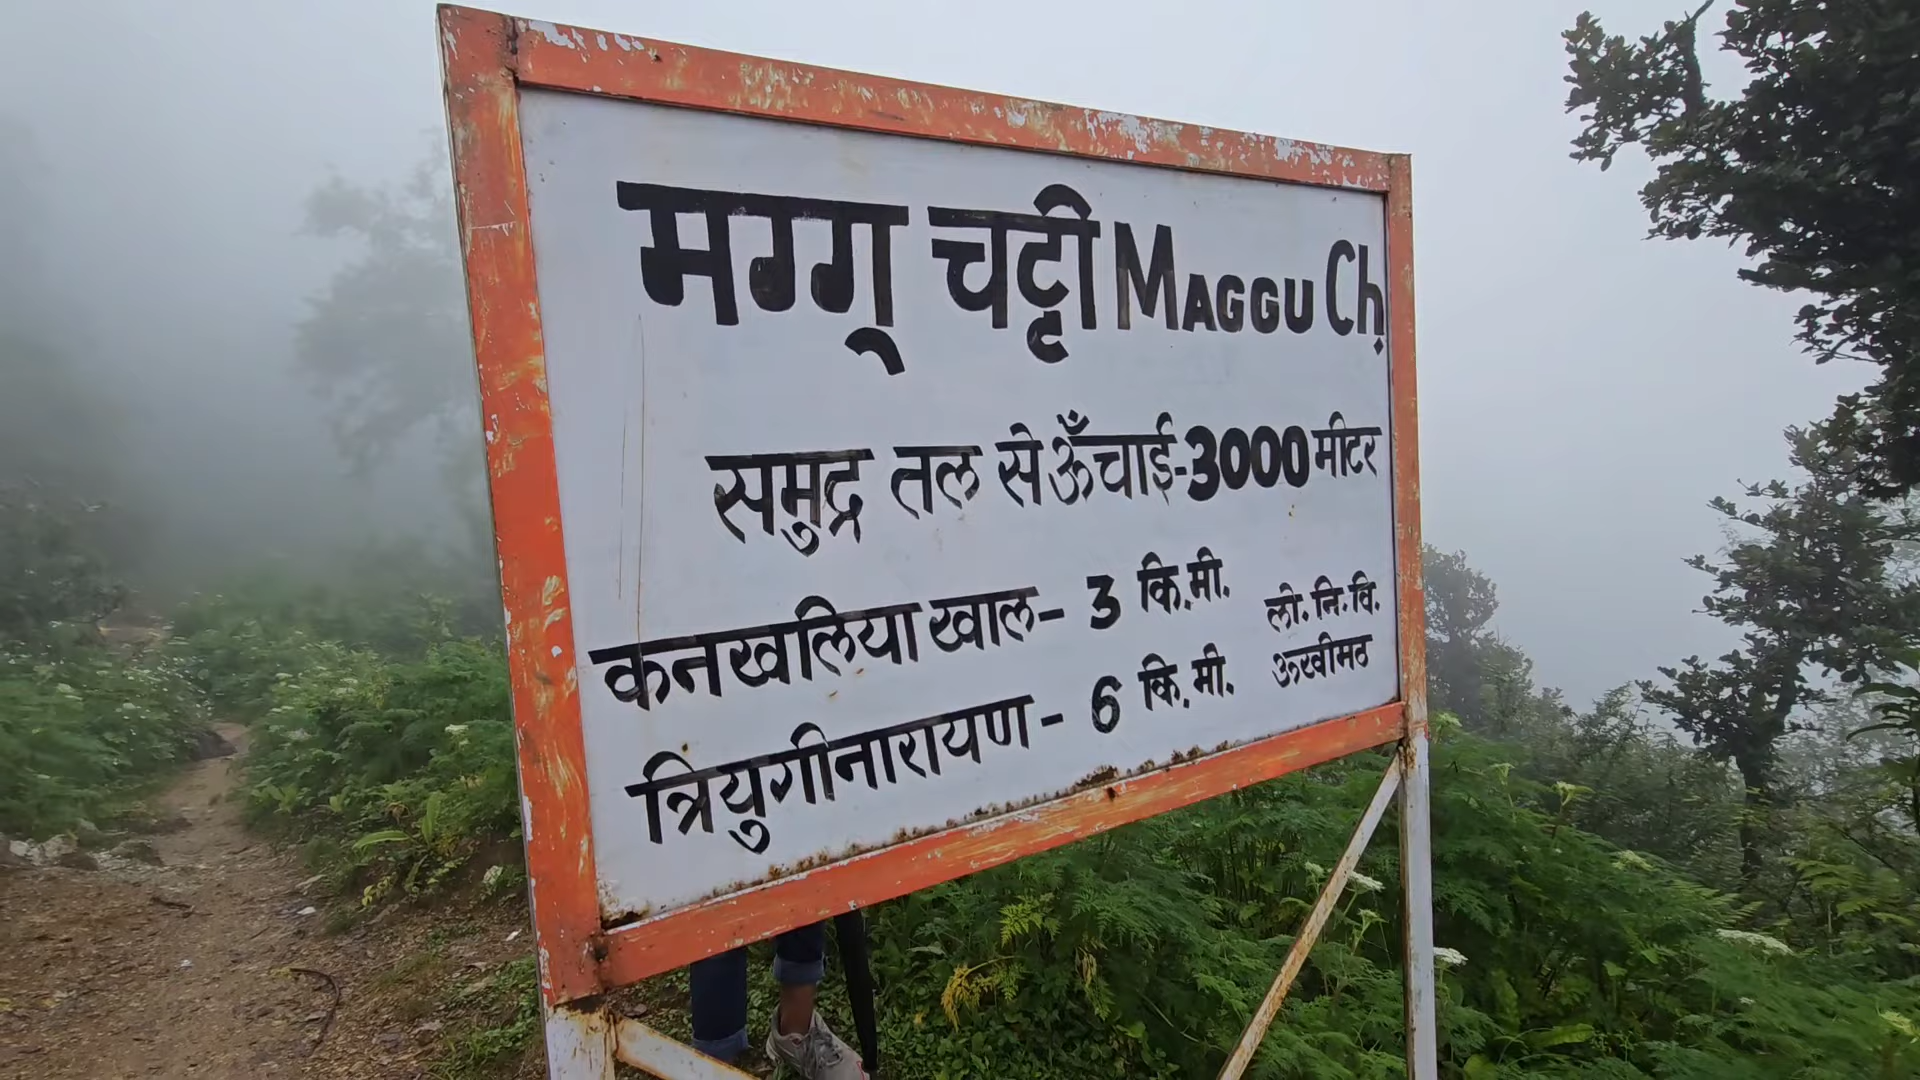 मग्गू चट्टी MAGGU Ch.
समुद्र तल से ऊँचाई-3000 मीटर
कनखलिया खाल- 3 कि.मी.
त्रियुगीनारायण- 6 कि.मी.
लो.नि.वि.
ऊखीमठ